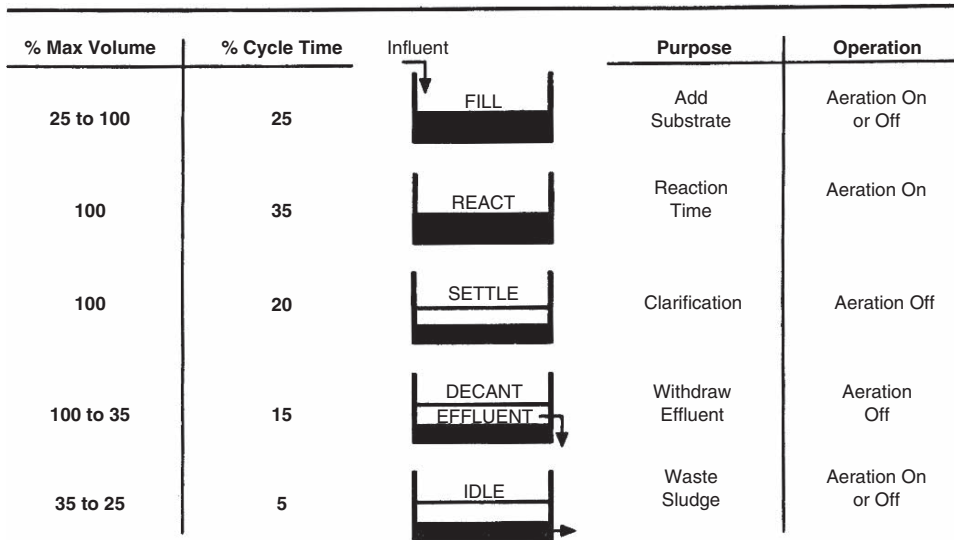 % Max Volume % Cycle Time Influent Purpose Operation
25 to 100 25 FILL Add Substrate Aeration On or Off
100 35 REACT Reaction Time Aeration On
100 20 SETTLE Clarification Aeration Off
100 to 35 15 DECANT Withdraw Effluent Aeration Off
EFFLUENT
35 to 25 5 IDLE Waste Sludge Aeration On or Off